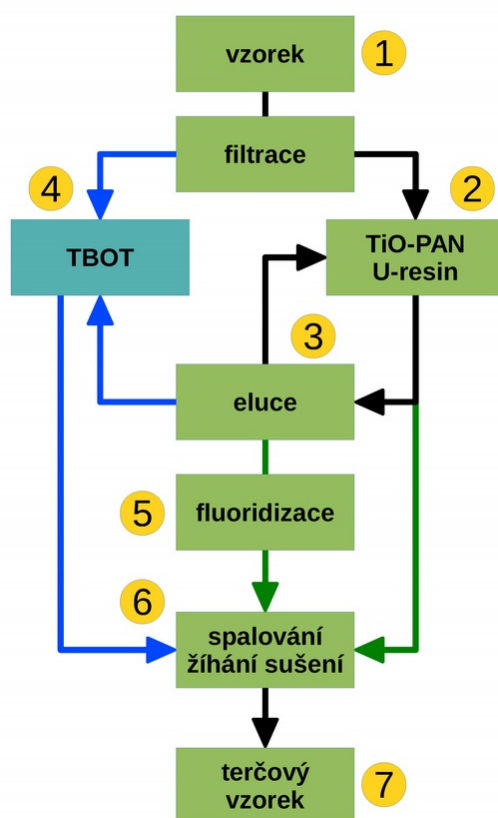 vzorek
1
filtrace
4
2
TBOT
TiO-PAN
U-resin
3
eluce
5
fluoridizace
6
spalování
žíhání sušení
terčový
vzorek
7